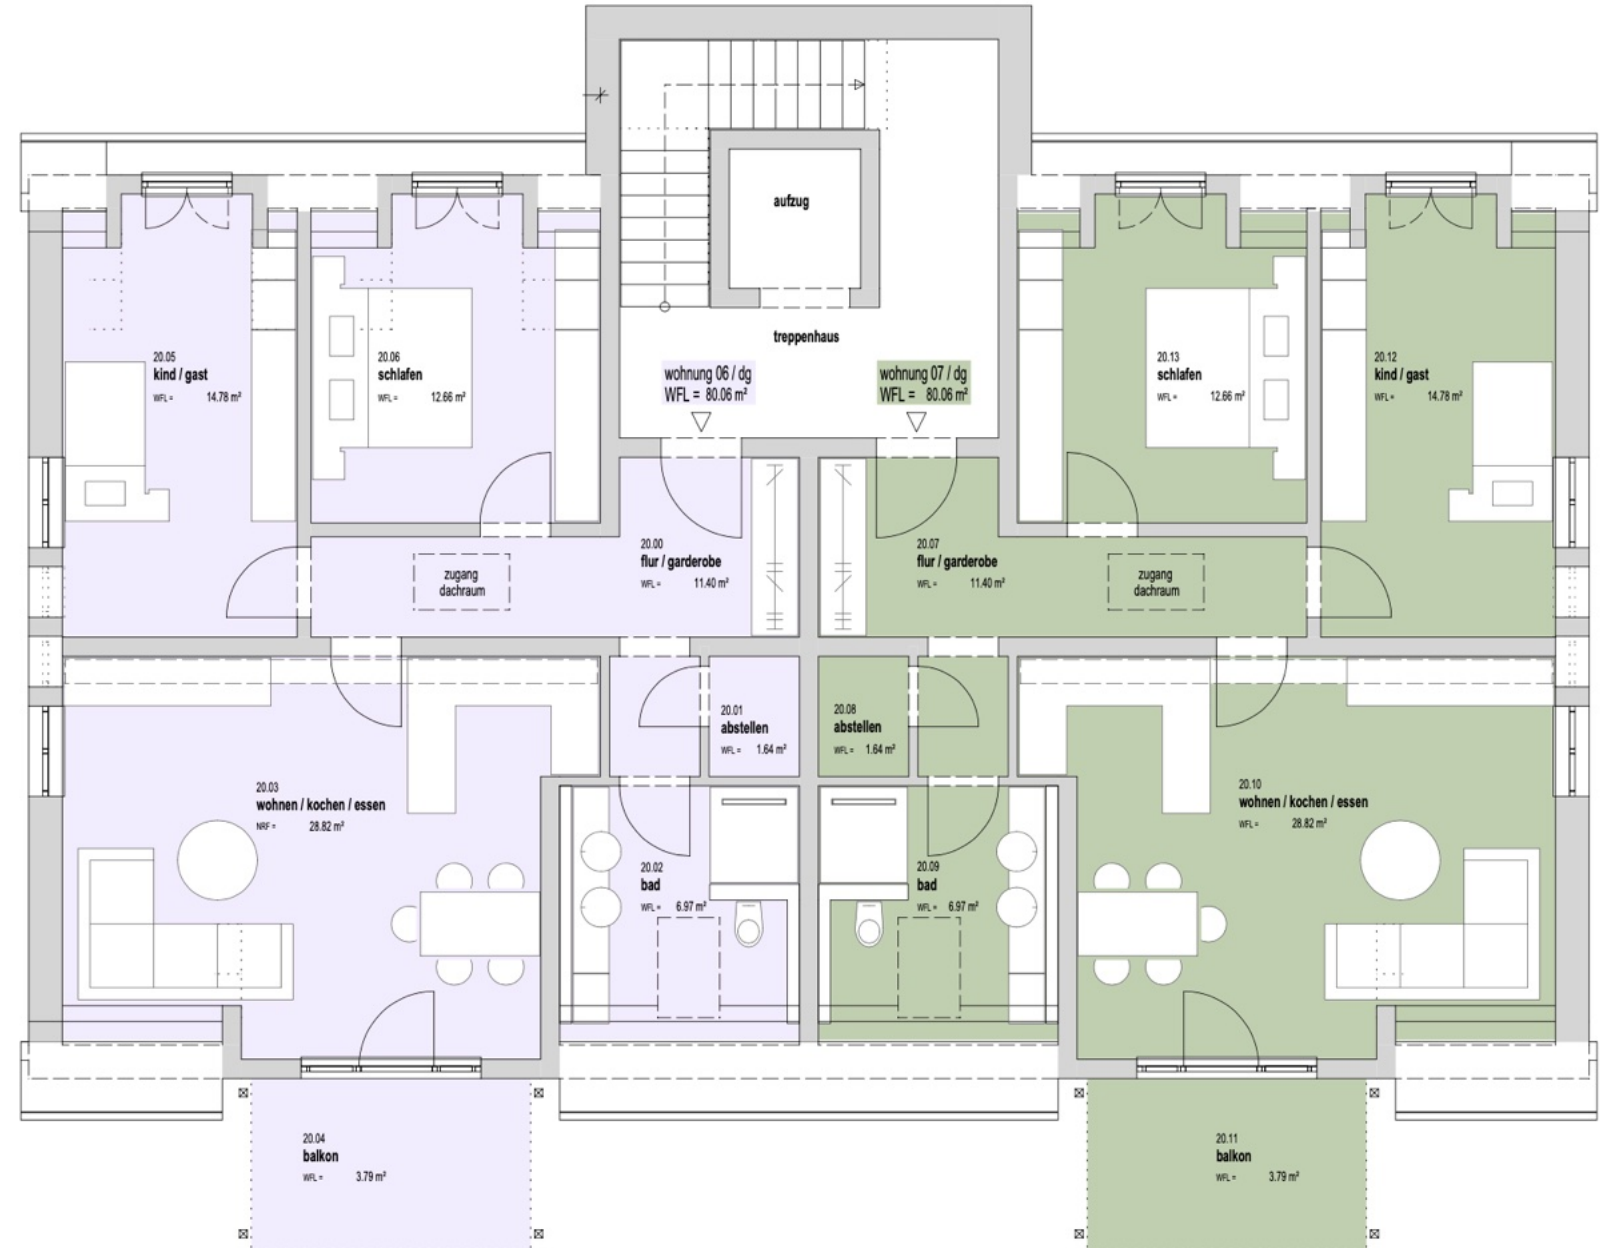 aufzug
treppenhaus
20.05
kind / gast
WFL = 14.78 m²
20.06
schlafen
WFL = 12.66 m²
wohnung 06 / dg
WFL = 80.06 m²
wohnung 07 / dg
WFL = 80.06 m²
20.13
schlafen
WFL = 12.66 m²
20.12
kind / gast
WFL = 14.78 m²
zugang
dachraum
20.00
flur / garderobe
WFL = 11.40 m²
20.07
flur / garderobe
WFL = 11.40 m²
zugang
dachraum
20.01
abstellen
WFL = 1.64 m²
20.08
abstellen
WFL = 1.64 m²
20.03
wohnen / kochen / essen
NRF = 28.82 m²
20.10
wohnen / kochen / essen
WFL = 28.82 m²
20.02
bad
WFL = 6.97 m²
20.09
bad
WFL = 6.97 m²
20.04
balkon
WFL = 3.79 m²
20.11
balkon
WFL = 3.79 m²